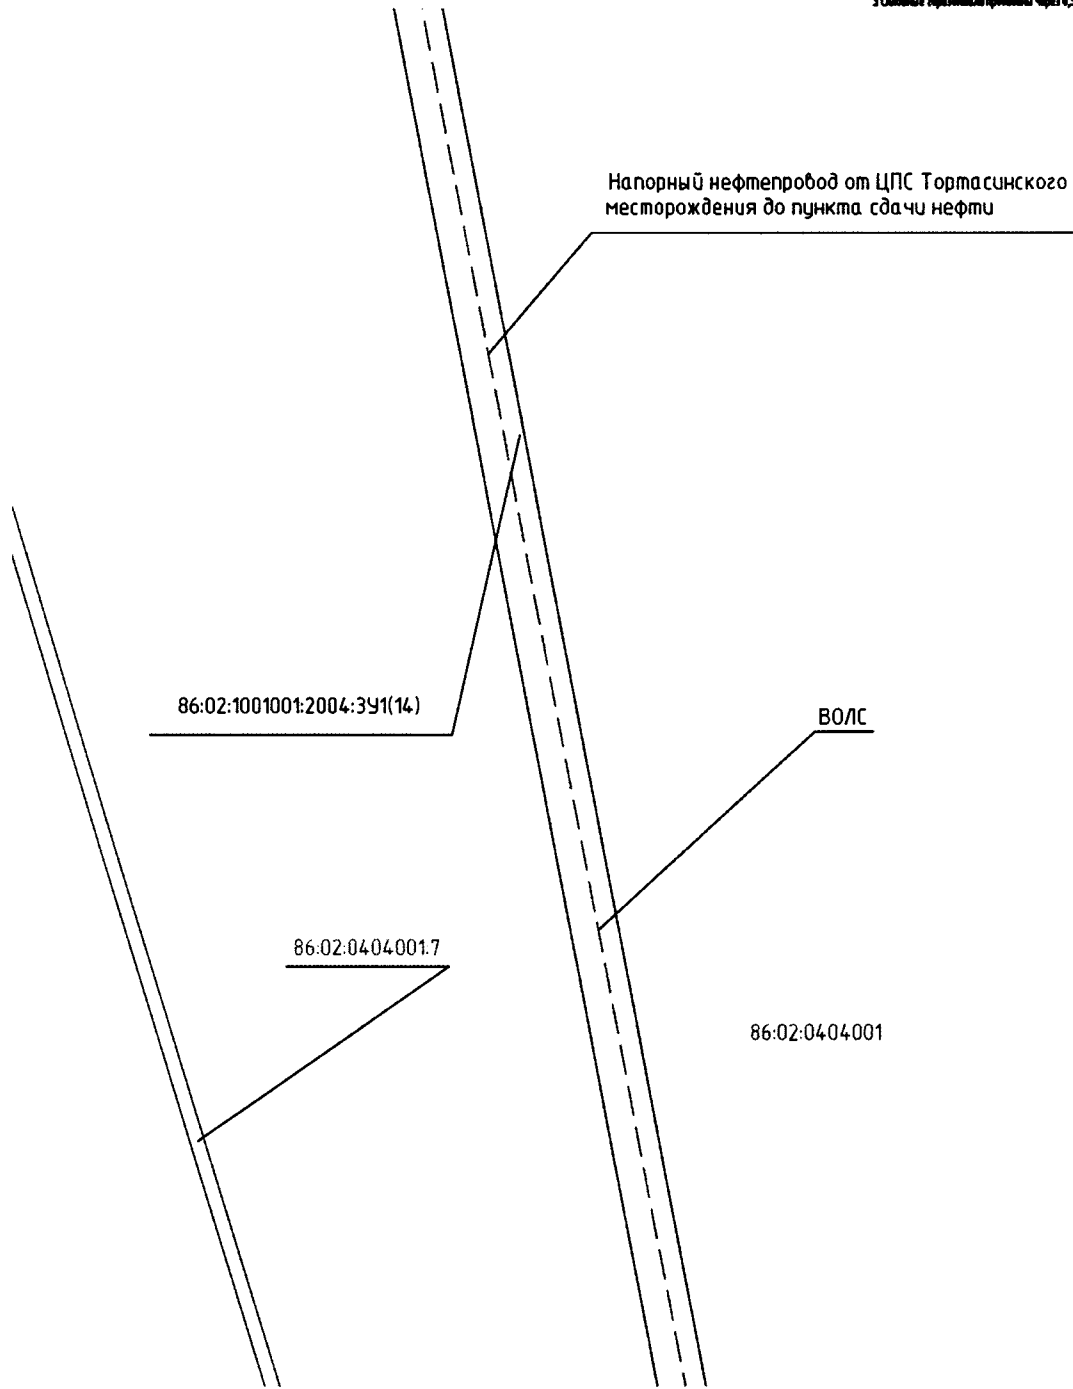 Напорный нефтепровод от ЦПС Тортасинского
месторождения до пункта сдачи нефти
86:02:1001001:2004:ЗУ1(14)
ВОЛС
86:02:0404001:7
86:02:0404001